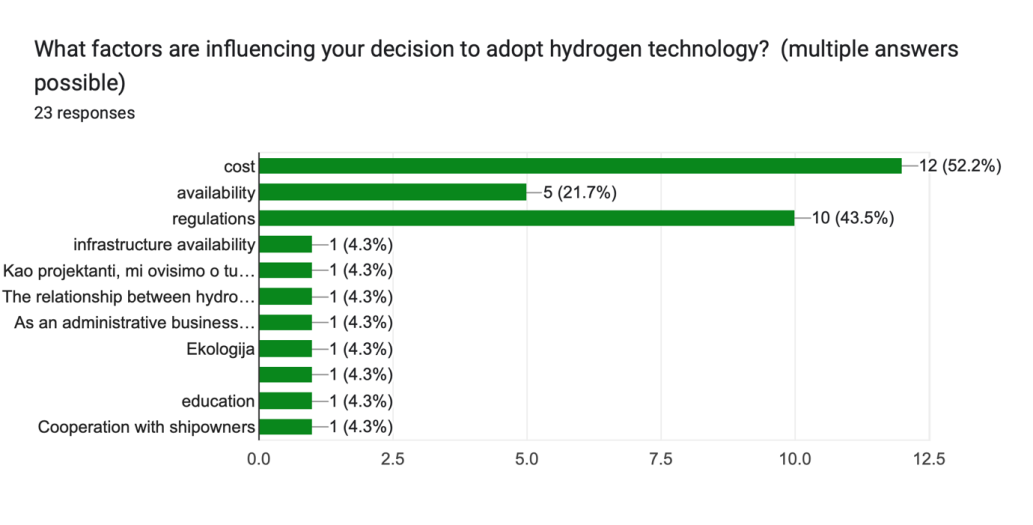 What factors are influencing your decision to adopt hydrogen technology?  (multiple answers
possible)
23 responses
cost 12 (52.2%)
availability 5 (21.7%)
regulations 10 (43.5%)
infrastructure availability 1 (4.3%)
Kao projektanti, mi ovisimo o tu… 1 (4.3%)
The relationship between hydro… 1 (4.3%)
As an administrative business… 1 (4.3%)
Ekologija 1 (4.3%)
1 (4.3%)
education 1 (4.3%)
Cooperation with shipowners 1 (4.3%)
0.0 2.5 5.0 7.5 10.0 12.5